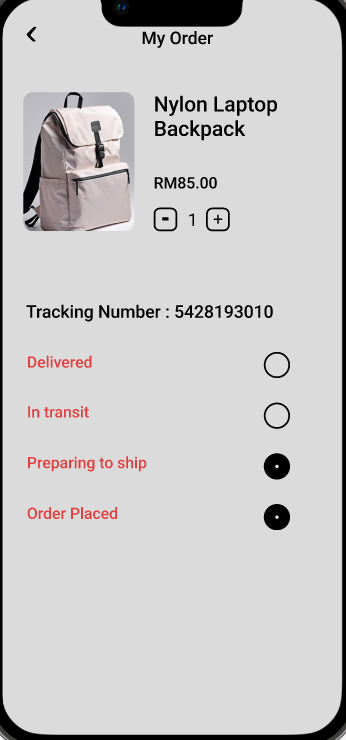 My Order
Nylon Laptop
Backpack
RM85.00
- 1 +
Tracking Number : 5428193010
Delivered
In transit
Preparing to ship
Order Placed